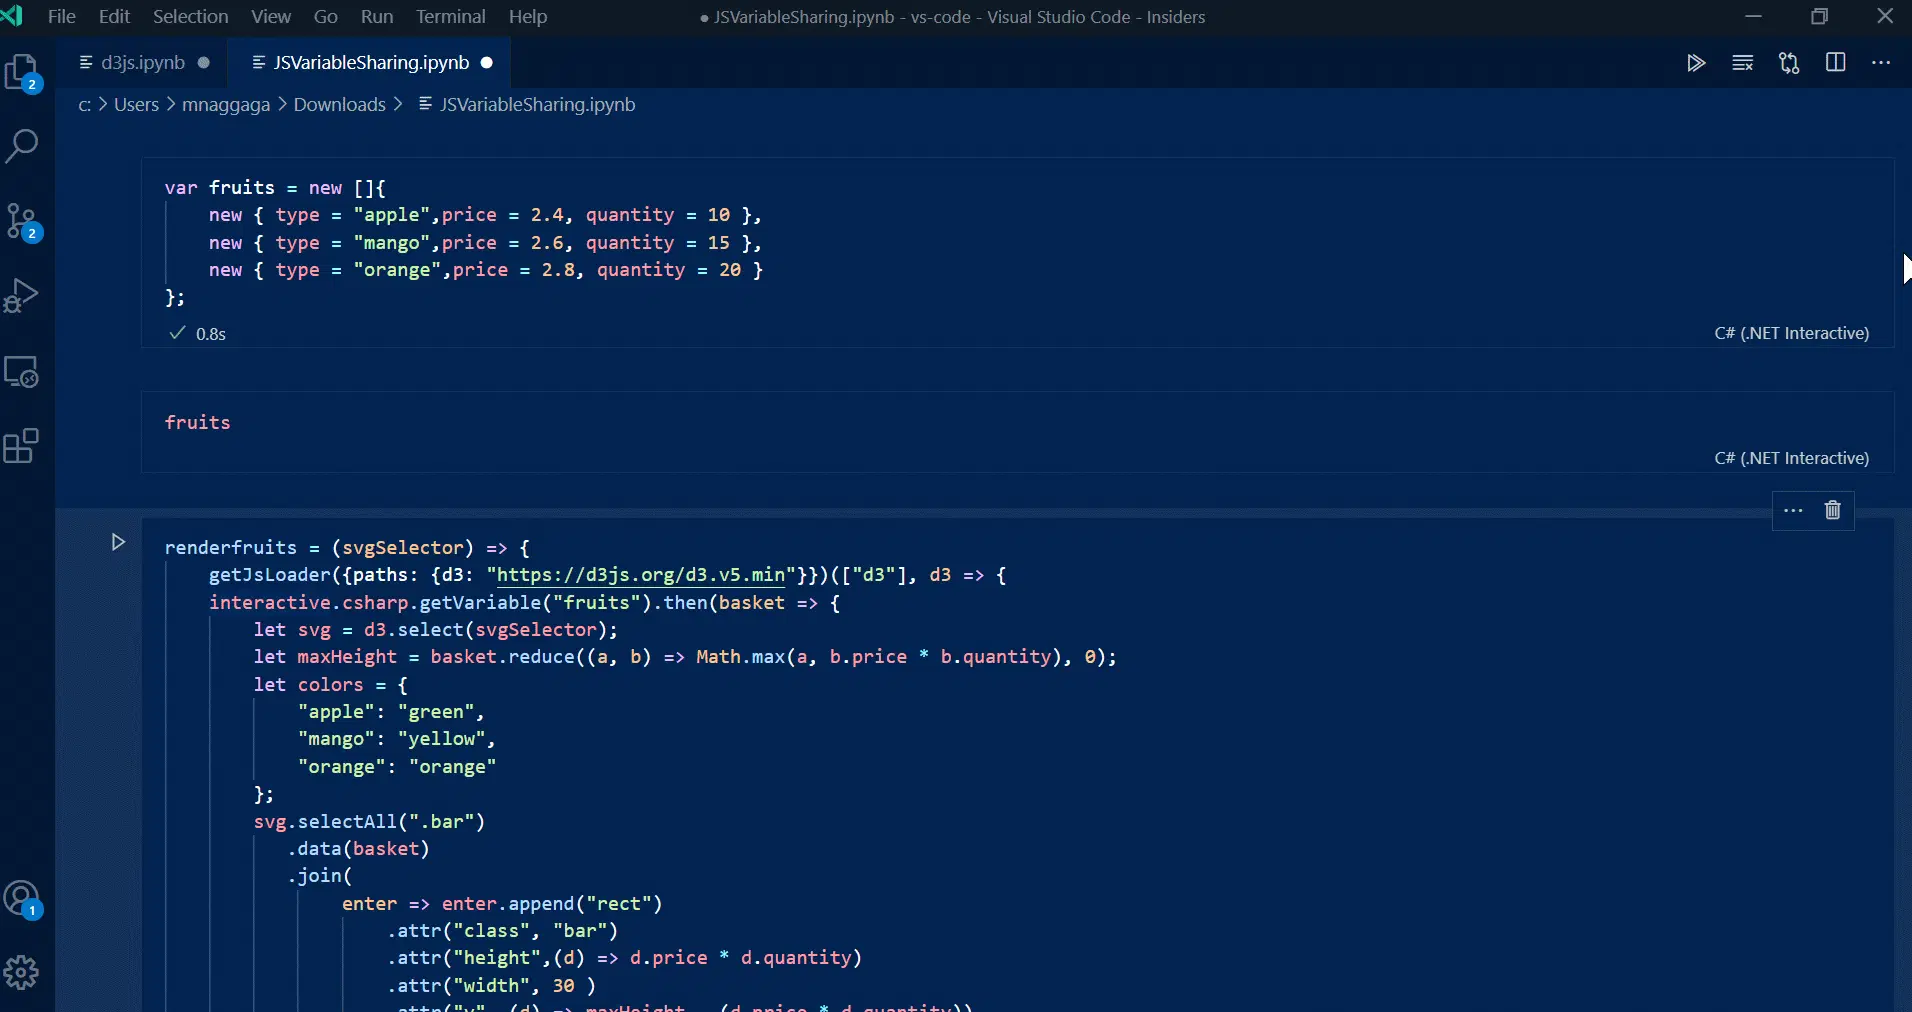 File Edit Selection View Go Run Terminal Help ● JSVariableSharing.ipynb - vs-code - Visual Studio Code - Insiders
d3js.ipynb ● JSVariableSharing.ipynb ●
c: > Users > mnaggaga > Downloads > JSVariableSharing.ipynb
2
2
1
var fruits = new []{
    new { type = "apple",price = 2.4, quantity = 10 },
    new { type = "mango",price = 2.6, quantity = 15 },
    new { type = "orange",price = 2.8, quantity = 20 }
};
✓ 0.8s
C# (.NET Interactive)
fruits
C# (.NET Interactive)
renderfruits = (svgSelector) => {
    getJsLoader({paths: {d3: "https://d3js.org/d3.v5.min"}})(["d3"], d3 => {
    interactive.csharp.getVariable("fruits").then(basket => {
        let svg = d3.select(svgSelector);
        let maxHeight = basket.reduce((a, b) => Math.max(a, b.price * b.quantity), 0);
        let colors = {
            "apple": "green",
            "mango": "yellow",
            "orange": "orange"
        };
        svg.selectAll(".bar")
           .data(basket)
           .join(
                enter => enter.append("rect")
                    .attr("class", "bar")
                    .attr("height",(d) => d.price * d.quantity)
                    .attr("width", 30 )
                    .attr("y", (d) => maxHeight - (d.price * d.quantity))